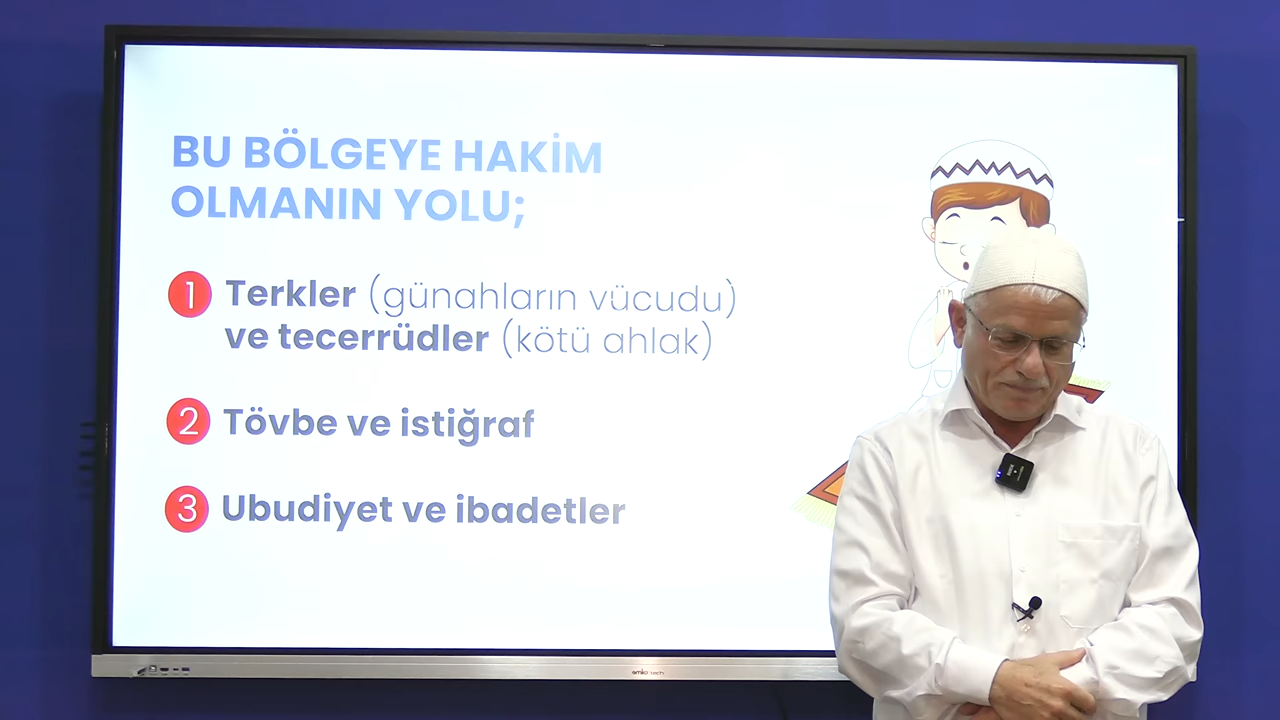 BU BÖLGEYE HAKİM
OLMANIN YOLU;
1 Terkler (günahların vücudu)
ve tecerrüdler (kötü ahlak)
2 Tövbe ve istiğraf
3 Ubudiyet ve ibadetler